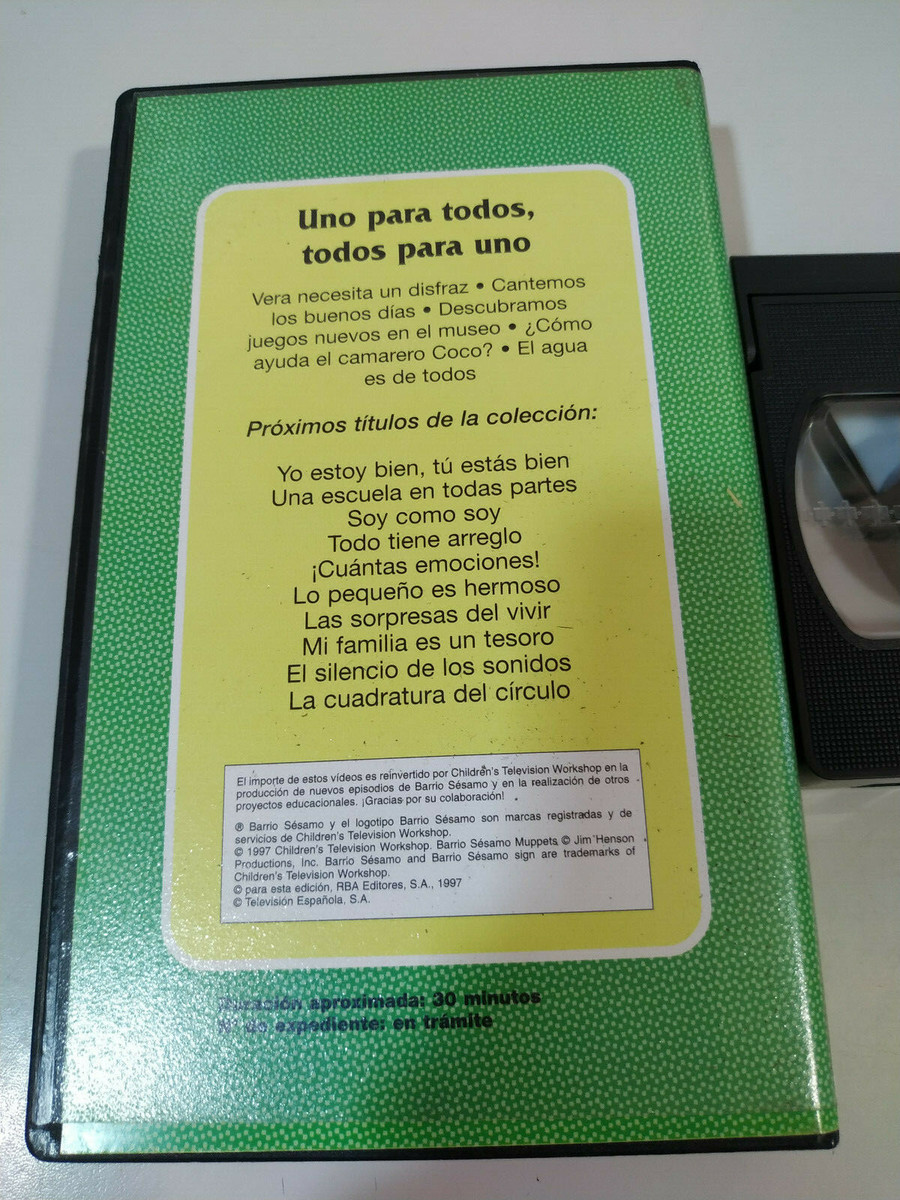 Uno para todos,
todos para uno
Vera necesita un disfraz • Cantemos
los buenos días • Descubramos
juegos nuevos en el museo • ¿Cómo
ayuda el camarero Coco? • El agua
es de todos
Próximos títulos de la colección:
Yo estoy bien, tú estás bien
Una escuela en todas partes
Soy como soy
Todo tiene arreglo
¡Cuántas emociones!
Lo pequeño es hermoso
Las sorpresas del vivir
Mi familia es un tesoro
El silencio de los sonidos
La cuadratura del círculo
El importe de estos vídeos es reinvertido por Children's Television Workshop en la
producción de nuevos episodios de Barrio Sésamo y en la realización de otros
proyectos educacionales. ¡Gracias por su colaboración!
® Barrio Sésamo y el logotipo Barrio Sésamo son marcas registradas y de
servicios de Children's Television Workshop.
© 1997 Children's Television Workshop. Barrio Sésamo Muppets © Jim Henson
Productions, Inc. Barrio Sésamo and Barrio Sésamo sign are trademarks of
Children's Television Workshop.
© para esta edición, RBA Editores, S.A., 1997
© Televisión Española, S.A.
Duración aproximada: 30 minutos
Nº de expediente: en trámite